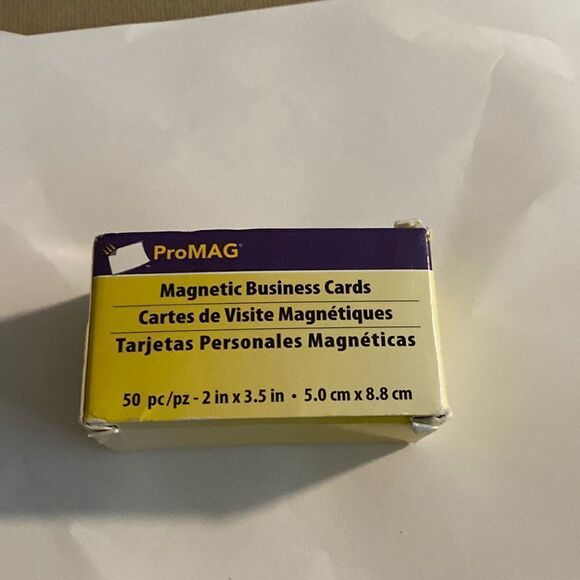 ProMAG®
Magnetic Business Cards
Cartes de Visite Magnétiques
Tarjetas Personales Magnéticas
50 pc/pz - 2 in x 3.5 in • 5.0 cm x 8.8 cm